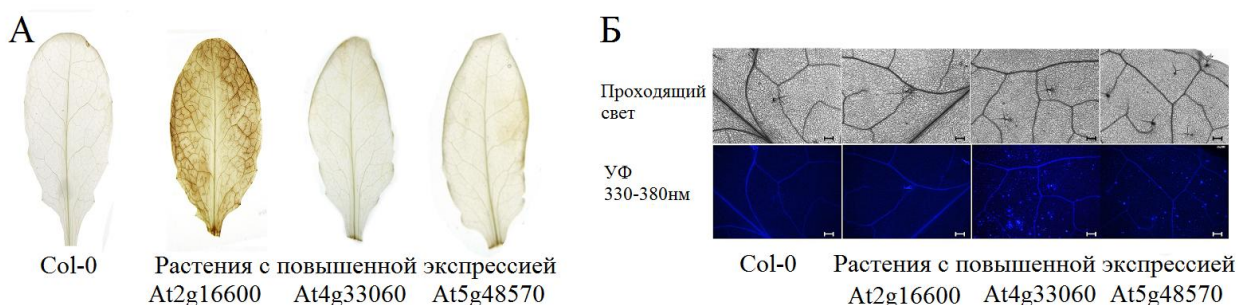 А
Col-0
Растения с повышенной экспрессией
At2g16600 At4g33060 At5g48570
Б
Проходящий
свет
УФ
330-380нм
Col-0
Растения с повышенной экспрессией
At2g16600 At4g33060 At5g48570